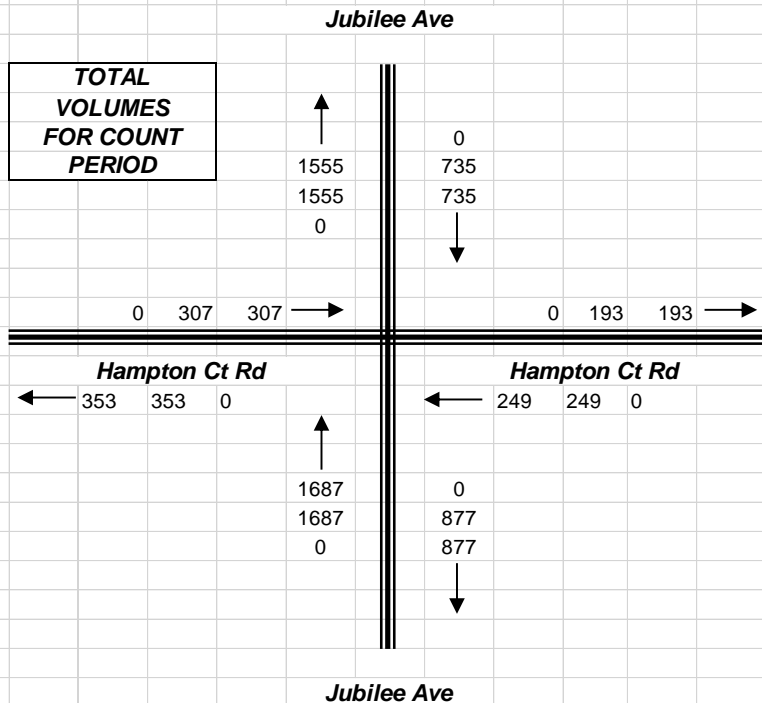 Jubilee Ave
TOTAL
VOLUMES
FOR COUNT
PERIOD
0
1555 735
1555 735
0
0 307 307 0 193 193
Hampton Ct Rd Hampton Ct Rd
353 353 0 249 249 0
1687 0
1687 877
0 877
Jubilee Ave